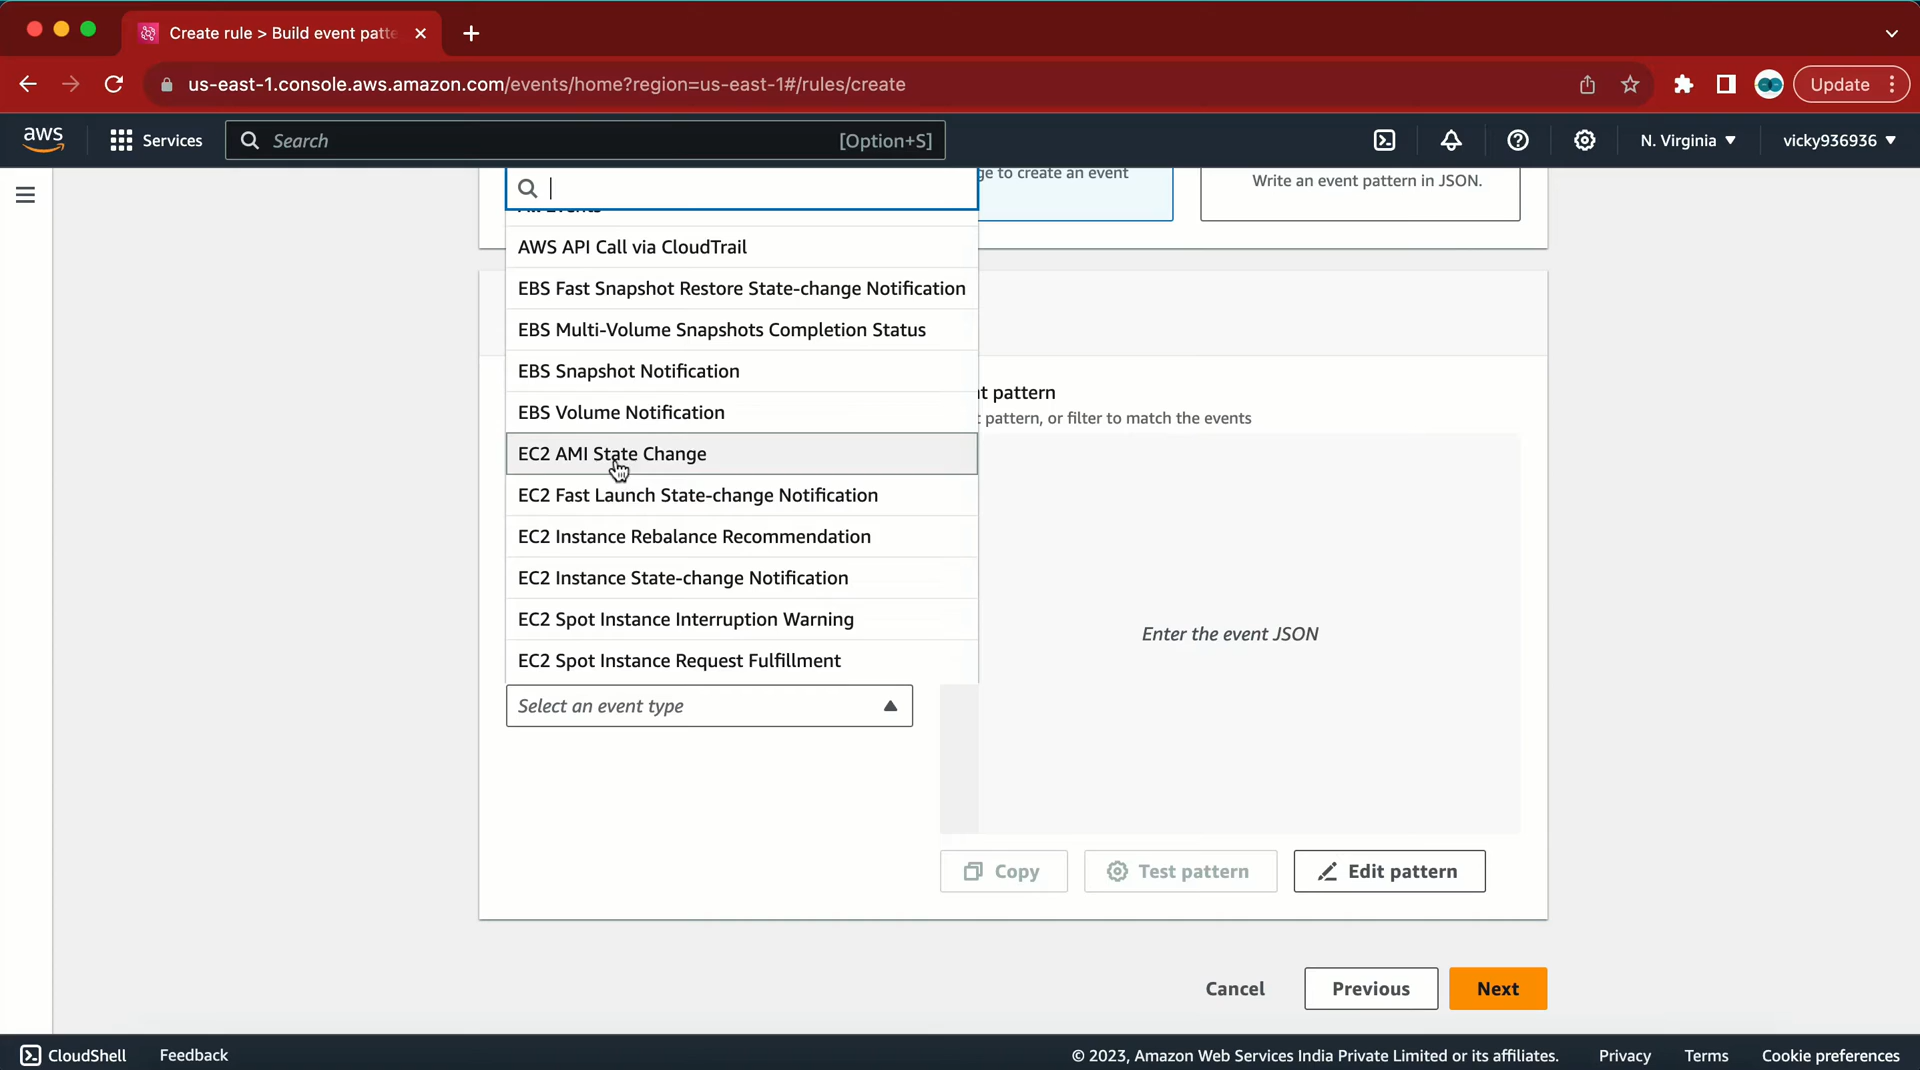 Create rule > Build event patte
us-east-1.console.aws.amazon.com/events/home?region=us-east-1#/rules/create
Update
aws
Services
Search
[Option+S]
N. Virginia
vicky936936
ge to create an event
Write an event pattern in JSON.
All Events
AWS API Call via CloudTrail
EBS Fast Snapshot Restore State-change Notification
EBS Multi-Volume Snapshots Completion Status
EBS Snapshot Notification
EBS Volume Notification
EC2 AMI State Change
EC2 Fast Launch State-change Notification
EC2 Instance Rebalance Recommendation
EC2 Instance State-change Notification
EC2 Spot Instance Interruption Warning
EC2 Spot Instance Request Fulfillment
Select an event type
t pattern
pattern, or filter to match the events
Enter the event JSON
Copy
Test pattern
Edit pattern
Cancel
Previous
Next
CloudShell
Feedback
© 2023, Amazon Web Services India Private Limited or its affiliates.
Privacy
Terms
Cookie preferences